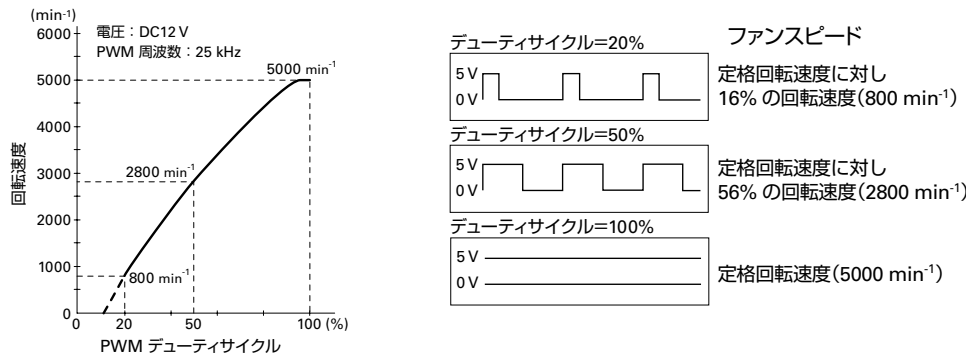 (min⁻¹)
6000
5000
4000
3000
2000
1000
0
回転速度
電圧：DC12 V
PWM 周波数：25 kHz
5000 min⁻¹
2800 min⁻¹
800 min⁻¹
0 20 50 100 (%)
PWM デューティサイクル
ファンスピード
デューティサイクル=20%
5 V
0 V
定格回転速度に対し
16% の回転速度(800 min⁻¹)
デューティサイクル=50%
5 V
0 V
定格回転速度に対し
56% の回転速度(2800 min⁻¹)
デューティサイクル=100%
5 V
0 V
定格回転速度(5000 min⁻¹)